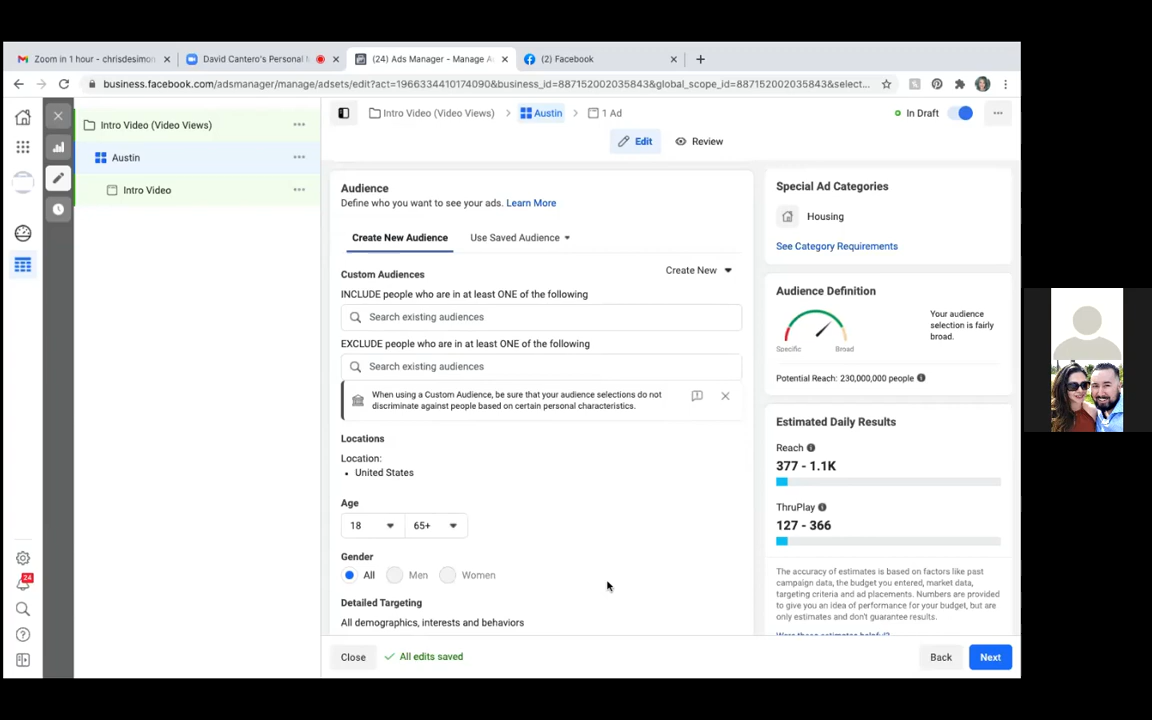 Zoom in 1 hour - chrisdesimon
David Cantero's Personal
(24) Ads Manager - Manage A
(2) Facebook
business.facebook.com/adsmanager/manage/adsets/edit?act=1966334410174090&business_id=887152002035843&global_scope_id=887152002035843&select...
Intro Video (Video Views)
Austin
Intro Video
Intro Video (Video Views)
Austin
1 Ad
In Draft
Edit
Review
Audience
Define who you want to see your ads. Learn More
Create New Audience
Use Saved Audience
Custom Audiences
Create New
INCLUDE people who are in at least ONE of the following
Search existing audiences
EXCLUDE people who are in at least ONE of the following
Search existing audiences
When using a Custom Audience, be sure that your audience selections do not
discriminate against people based on certain personal characteristics.
Locations
Location:
• United States
Age
18
65+
Gender
All
Men
Women
Detailed Targeting
All demographics, interests and behaviors
Close
All edits saved
Back
Next
Special Ad Categories
Housing
See Category Requirements
Audience Definition
Your audience
selection is fairly
broad.
Specific
Broad
Potential Reach: 230,000,000 people
Estimated Daily Results
Reach
377 - 1.1K
ThruPlay
127 - 366
The accuracy of estimates is based on factors like past
campaign data, the budget you entered, market data,
targeting criteria and ad placements. Numbers are provided
to give you an idea of performance for your budget, but are
only estimates and don't guarantee results.
Were these estimates helpful?
24